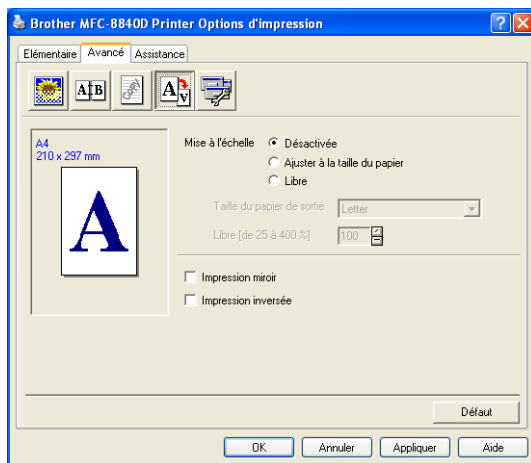 Brother MFC-8840D Printer Options d'impression
Elémentaire Avancé Assistance
A B
A A
A4
210 x 297 mm
A
Mise à l'échelle Désactivée
Ajuster à la taille du papier
Libre
Taille du papier de sortie Letter
Libre [de 25 à 400 %] 100
Impression miroir
Impression inversée
Défaut
OK Annuler Appliquer Aide